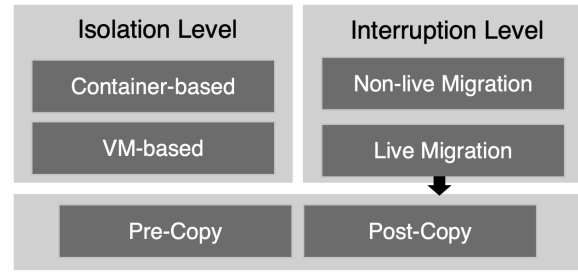 Isolation Level
Container-based
VM-based
Interruption Level
Non-live Migration
Live Migration
Pre-Copy
Post-Copy